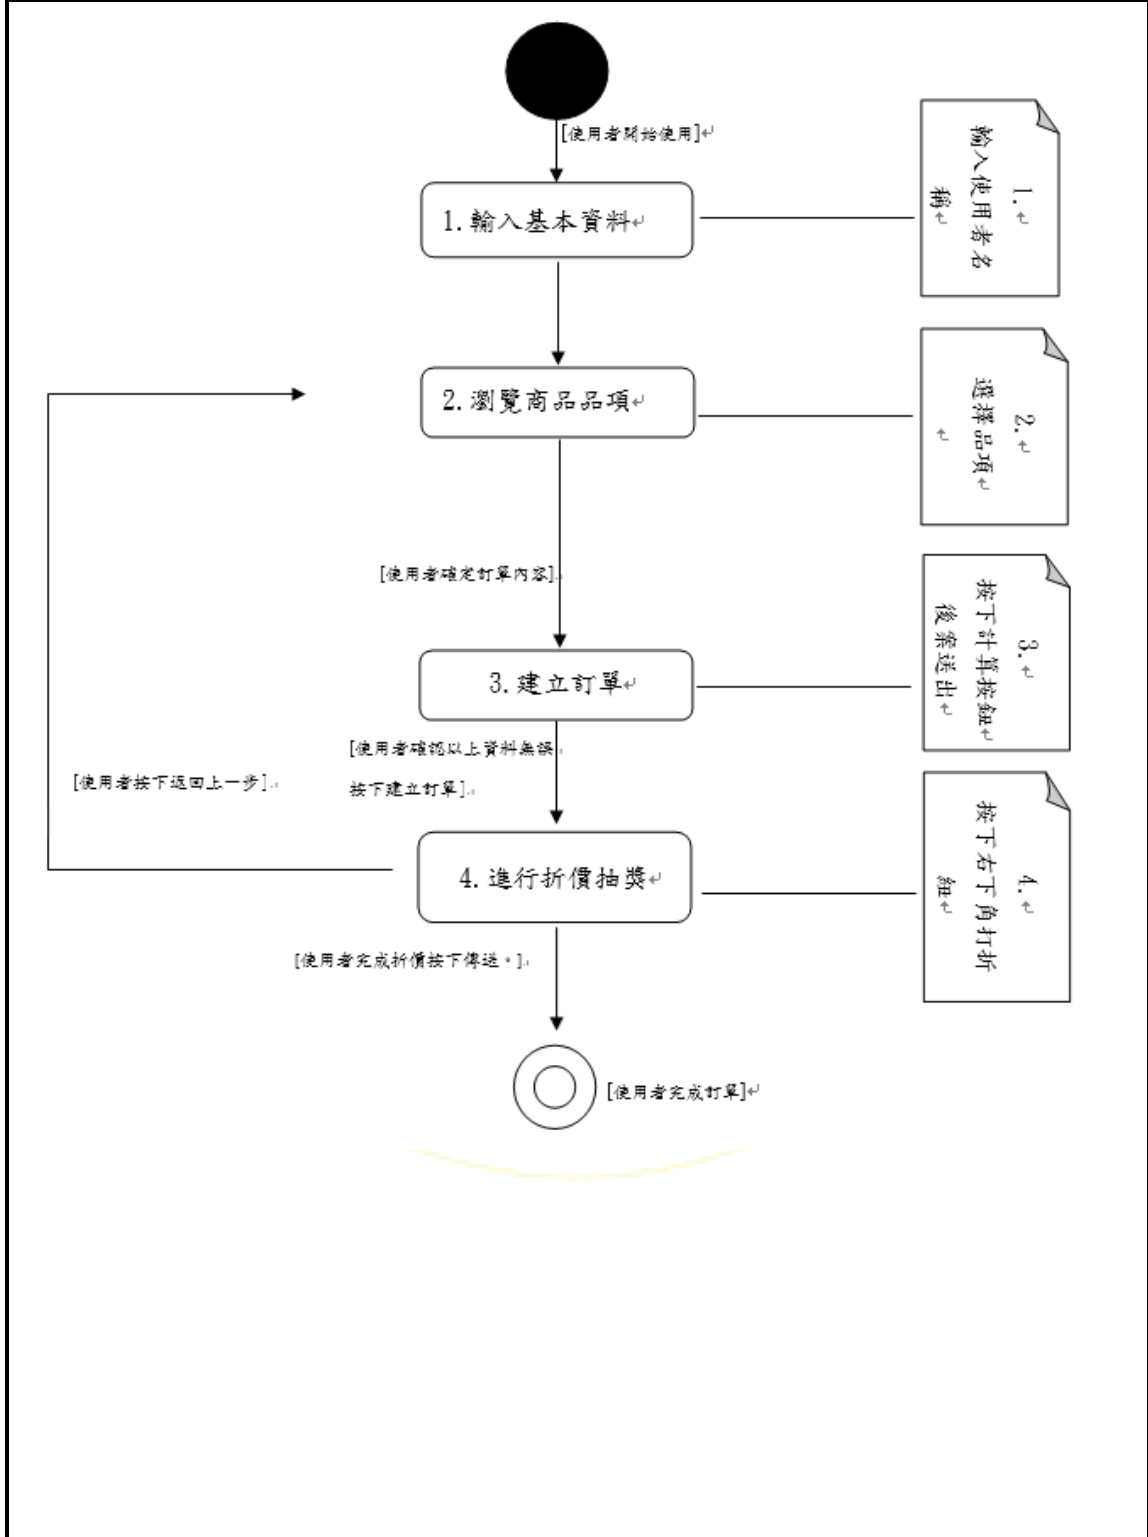 [使用者開始使用]
1.輸入基本資料
1.
輸入使用者名
稱
2.瀏覽商品品項
2.
選擇品項
[使用者確定訂單內容]
3.建立訂單
3.
按下計算按鈕
後案送出
[使用者確認以上資料無誤
按下建立訂單]
[使用者按下返回上一步]
4.進行折價抽獎
4.
按下右下角打折
鈕
[使用者完成折價按下傳送。]
[使用者完成訂單]